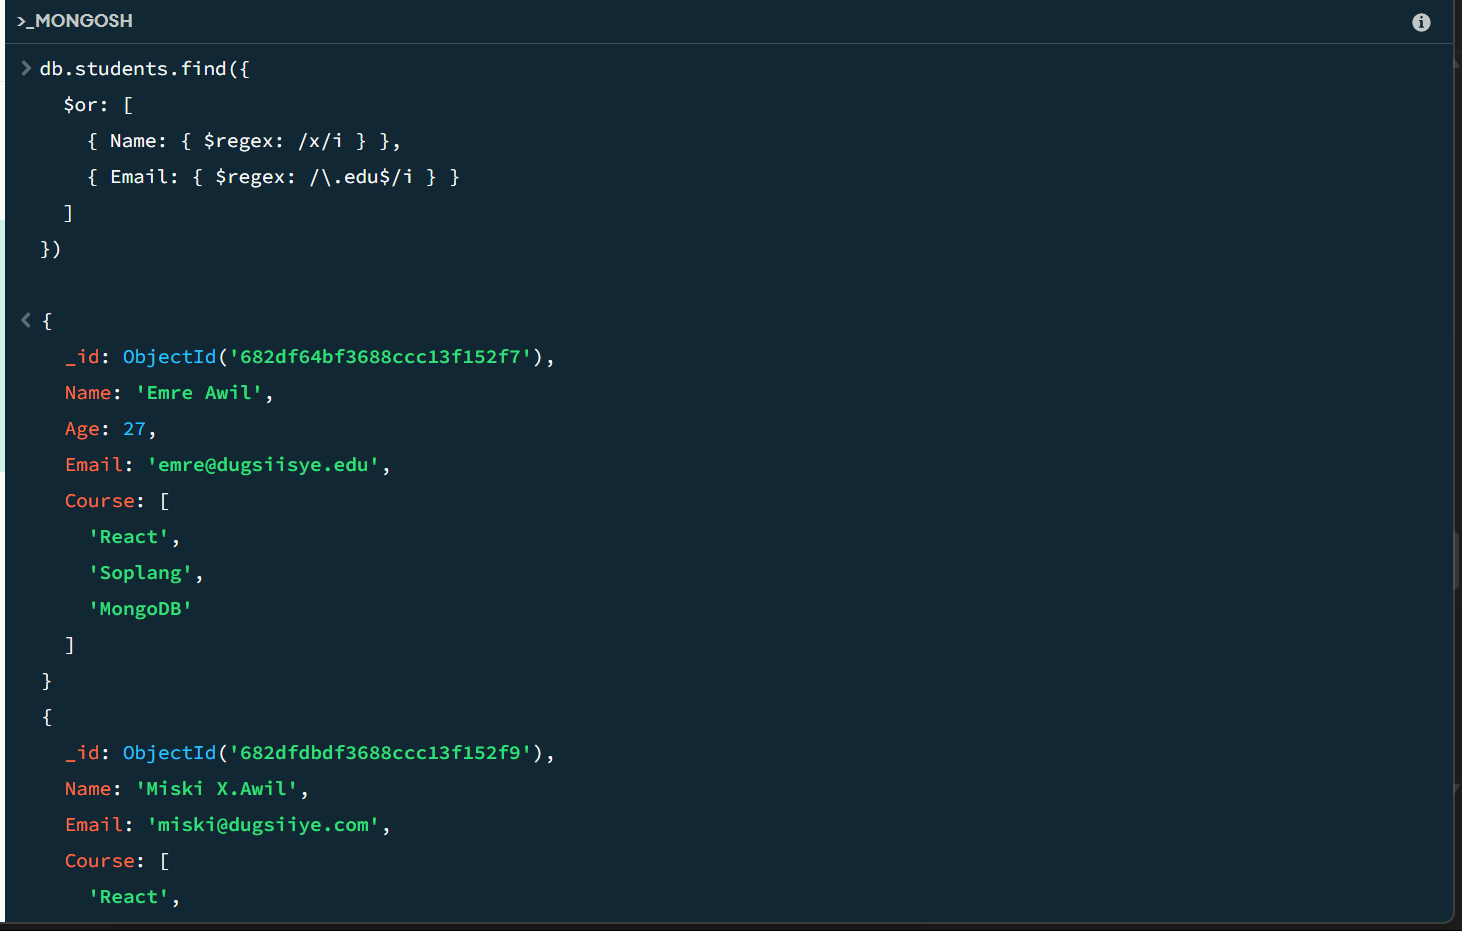 >_MONGOSH
> db.students.find({
$or: [
{ Name: { $regex: /x/i } },
{ Email: { $regex: /\.edu$/i } }
]
})
< {
_id: ObjectId('682df64bf3688ccc13f152f7'),
Name: 'Emre Awil',
Age: 27,
Email: 'emre@dugsiisye.edu',
Course: [
'React',
'Soplang',
'MongoDB'
]
}
{
_id: ObjectId('682dfdbdf3688ccc13f152f9'),
Name: 'Miski X.Awil',
Email: 'miski@dugsiiye.com',
Course: [
'React',